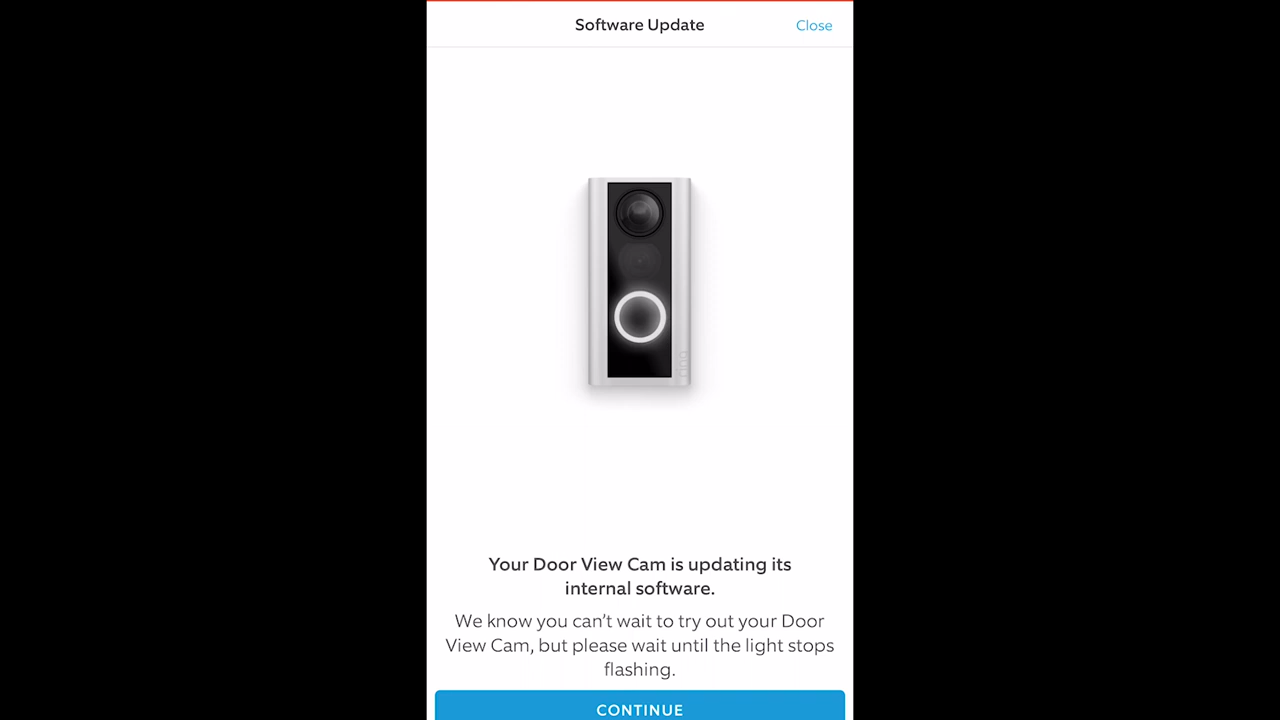 Software Update
Close
ring
Your Door View Cam is updating its
internal software.
We know you can't wait to try out your Door
View Cam, but please wait until the light stops
flashing.
CONTINUE